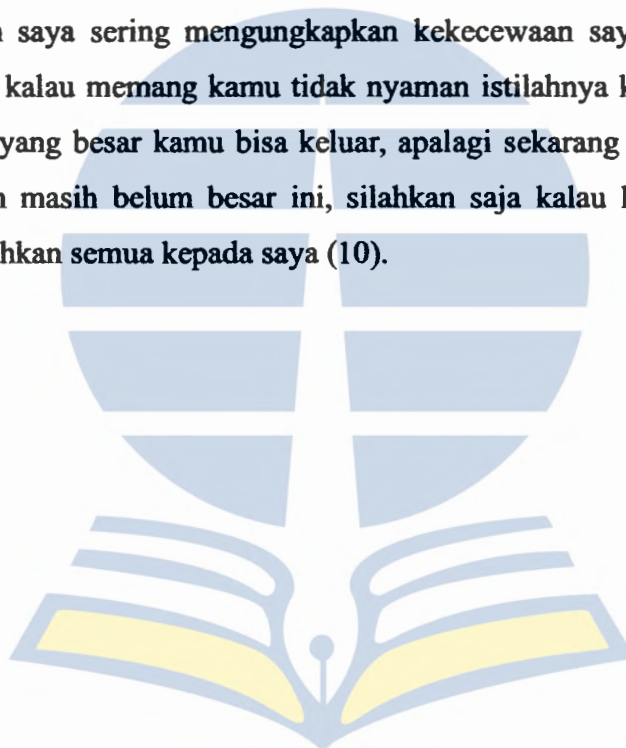 saya sering mengungkapkan kekecewaan
kalau memang kamu tidak nyaman istilahnya
yang besar kamu bisa keluar, apalagi sekarang
masih belum besar ini, silahkan saja kalau
semua kepada saya (10).